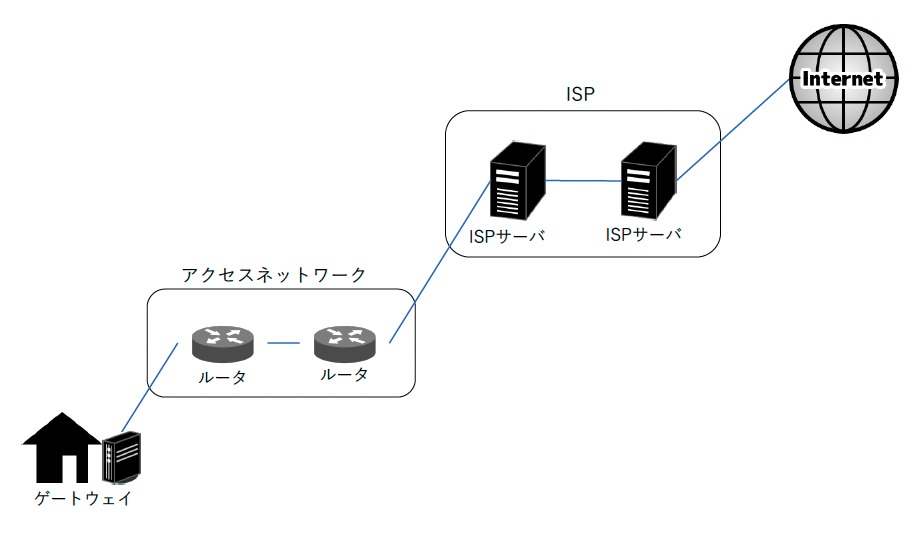 Internet
ISP
ISPサーバ
ISPサーバ
アクセスネットワーク
ルータ
ルータ
ゲートウェイ